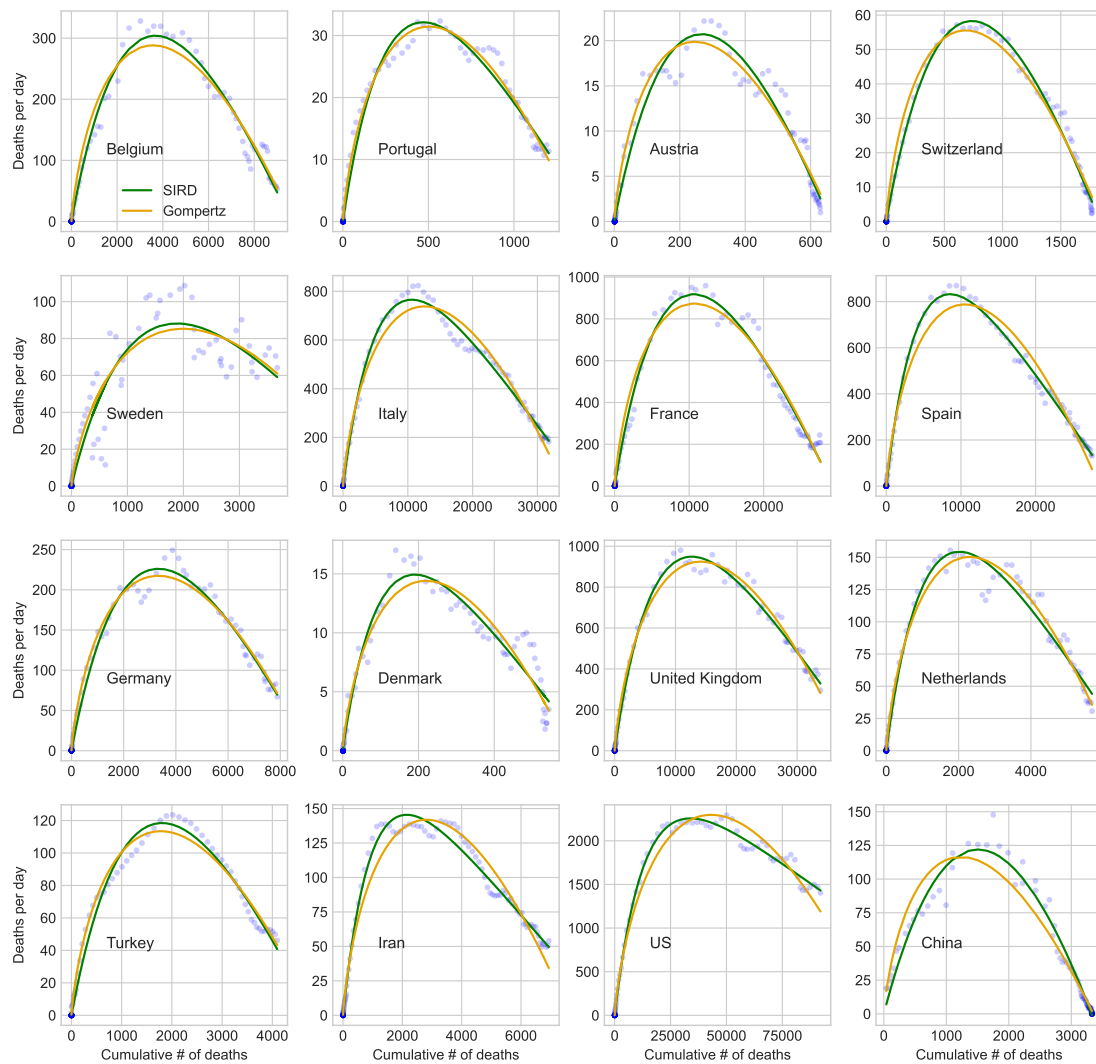 300
200
100
0
Deaths per day
Belgium
SIRD
Gompertz
0 2000 4000 6000 8000
30
20
10
0
Portugal
0 500 1000
20
15
10
5
0
Austria
0 200 400 600
60
50
40
30
20
10
0
Switzerland
0 500 1000 1500
100
80
60
40
20
0
Deaths per day
Sweden
0 1000 2000 3000
800
600
400
200
0
Italy
0 10000 20000 30000
1000
800
600
400
200
0
France
0 10000 20000
800
600
400
200
0
Spain
0 10000 20000
250
200
150
100
50
0
Deaths per day
Germany
0 2000 4000 6000 8000
15
10
5
0
Denmark
0 200 400
1000
800
600
400
200
0
United Kingdom
0 10000 20000 30000
150
125
100
75
50
25
0
Netherlands
0 2000 4000
120
100
80
60
40
20
0
Deaths per day
Turkey
0 1000 2000 3000 4000
Cumulative # of deaths
150
125
100
75
50
25
0
Iran
0 2000 4000 6000
Cumulative # of deaths
2000
1500
1000
500
0
US
0 25000 50000 75000
Cumulative # of deaths
150
125
100
75
50
25
0
China
0 1000 2000 3000
Cumulative # of deaths